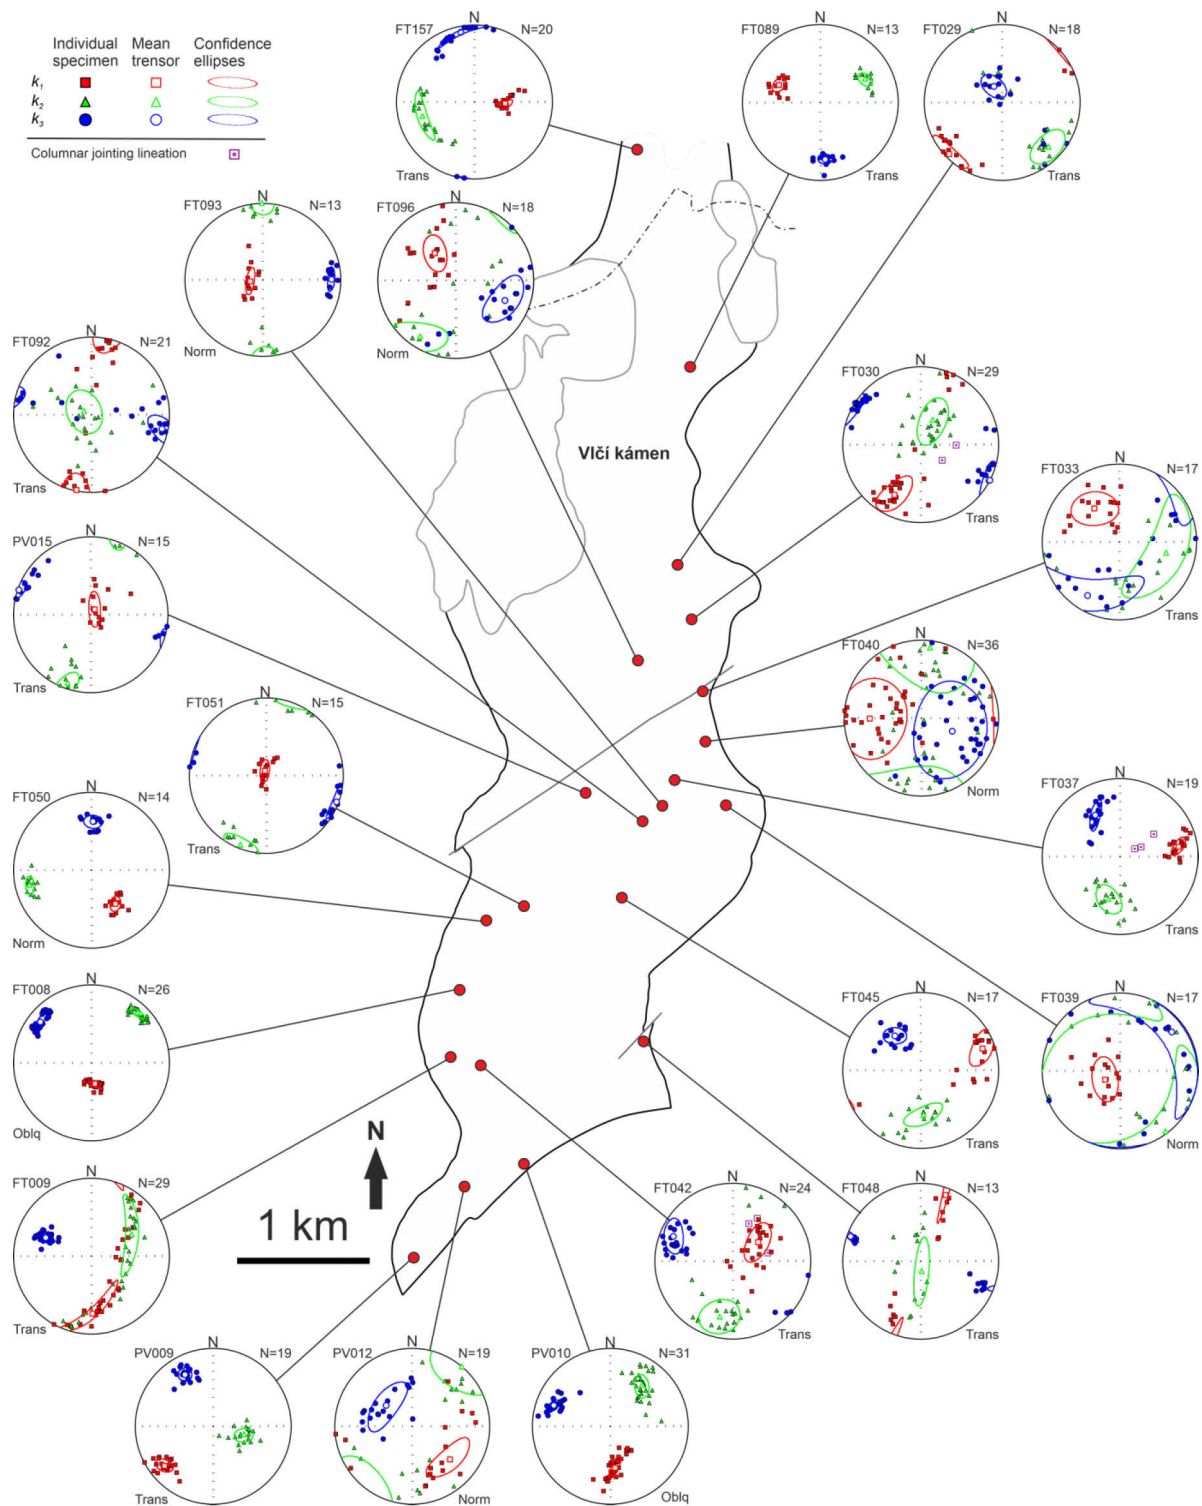 Individual specimen
Mean trensor
Confidence ellipses
k1
k2
k3
Columnar jointing lineation
FT157 N N=20
Trans
FT089 N N=13
Trans
FT029 N N=18
Trans
FT093 N N=13
Norm
FT096 N N=18
Norm
FT092 N N=21
Trans
FT030 N N=29
Trans
Vlčí kámen
FT033 N N=17
Trans
PV015 N N=15
Trans
FT040 N N=36
Norm
FT051 N N=15
Trans
FT037 N N=19
Trans
FT050 N N=14
Norm
FT008 N N=26
Oblq
FT045 N N=17
Trans
FT039 N N=17
Norm
N
1 km
FT009 N N=29
Trans
FT042 N N=24
Trans
FT048 N N=13
Trans
PV009 N N=19
Trans
PV012 N N=19
Norm
PV010 N N=31
Oblq